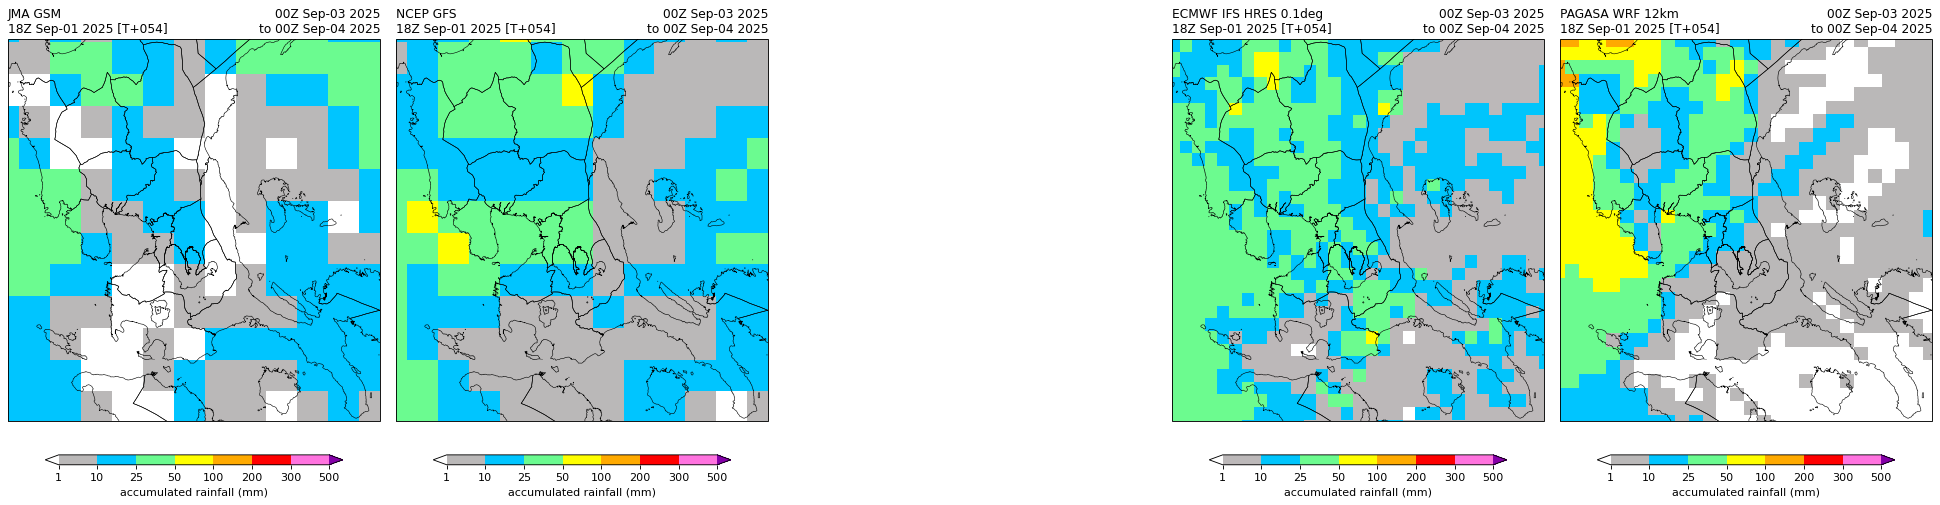 JMA GSM 00Z Sep-03 2025
18Z Sep-01 2025 [T+054] to 00Z Sep-04 2025
1 10 25 50 100 200 300 500
accumulated rainfall (mm)
NCEP GFS 00Z Sep-03 2025
18Z Sep-01 2025 [T+054] to 00Z Sep-04 2025
1 10 25 50 100 200 300 500
accumulated rainfall (mm)
ECMWF IFS HRES 0.1deg 00Z Sep-03 2025
18Z Sep-01 2025 [T+054] to 00Z Sep-04 2025
1 10 25 50 100 200 300 500
accumulated rainfall (mm)
PAGASA WRF 12km 00Z Sep-03 2025
18Z Sep-01 2025 [T+054] to 00Z Sep-04 2025
1 10 25 50 100 200 300 500
accumulated rainfall (mm)